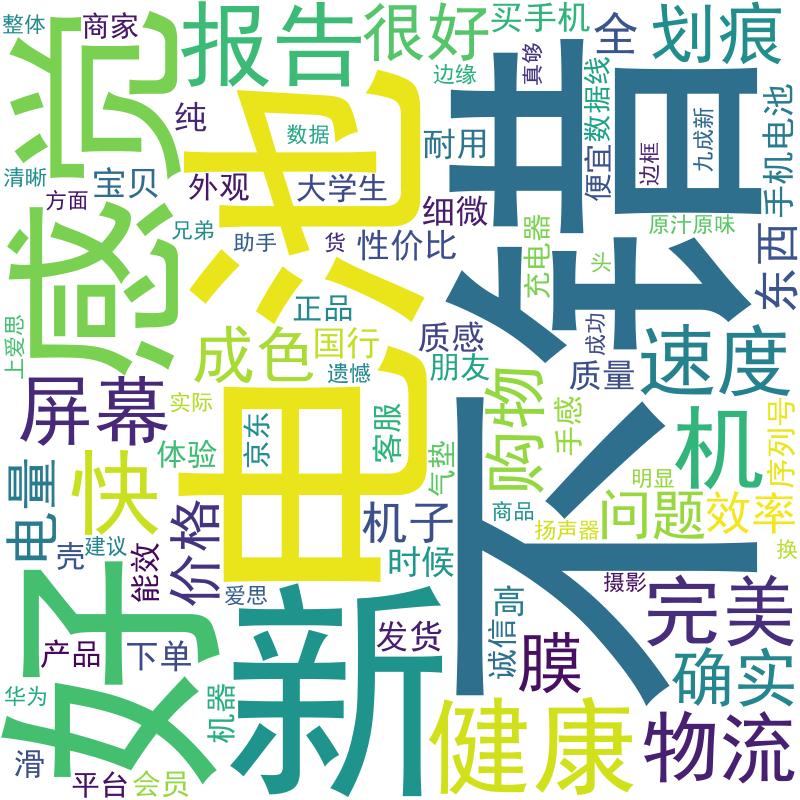 整体
商家
报告
很好
买手机
全
划痕
感觉
纯
数据
边缘
真够
数据线
电池
不错
耐用
便宜
边框
九成新
手机电池
清晰
宝贝
方面
外观
大学生
细微
兄弟
助手
货
性价比
充电器
原汁原味
头
东西
上爱思
正品
成色
国行
遗憾
质感
朋友
成功
质量
速度
屏幕
实际
体验
京东
客服
气垫
购物
手感
机
序列号
电量
快
价格
机子
商品
明显
问题
效率
扬声器
换
壳
建议
能效
爱思
时候
摄影
完美
好
新
产品
下单
发货
诚信
高
膜
确实
华为
机器
滑
平台
会员
健康
物流